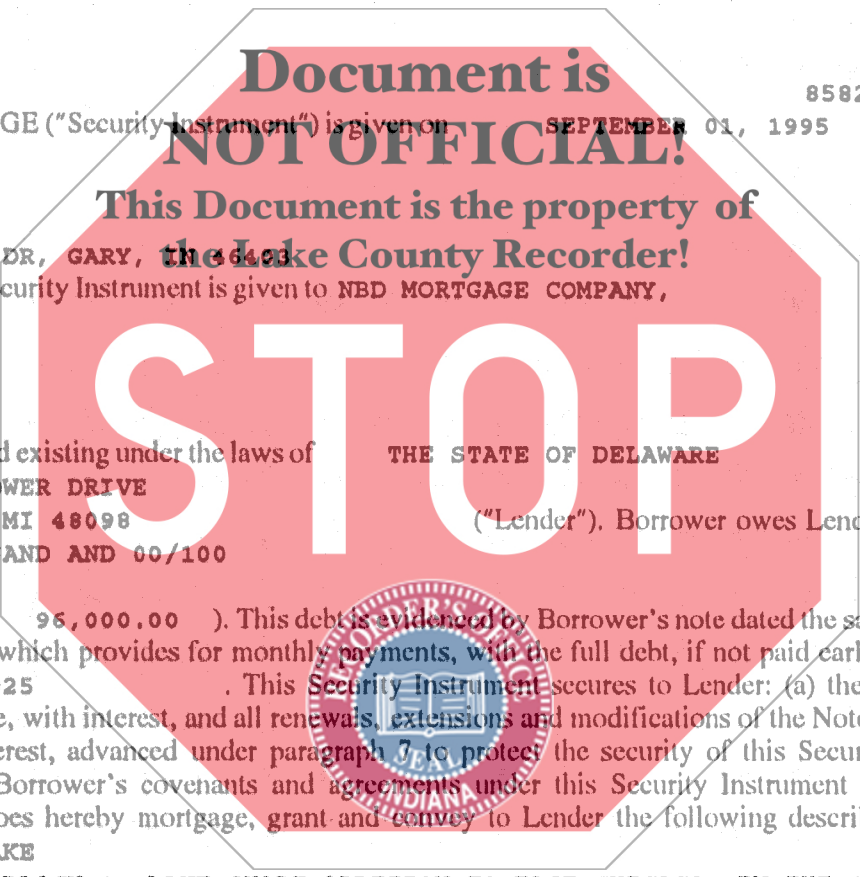 Document is
8582
GE ("Security Instrument") is given on SEPTEMBER 01, 1995
NOT OFFICIAL!
This Document is the property of
DR, GARY, IN 46403
the Lake County Recorder!
curity Instrument is given to NBD MORTGAGE COMPANY,
STOP
d existing under the laws of THE STATE OF DELAWARE
OWER DRIVE
MI 48098 ("Lender"). Borrower owes Lend
AND AND 00/100
96,000.00 ). This debt is evidenced by Borrower's note dated the sa
which provides for monthly payments, with the full debt, if not paid earl
25 . This Security Instrument secures to Lender: (a) the
e, with interest, and all renewals, extensions and modifications of the Note
erest, advanced under paragraph 7 to protect the security of this Secur
Borrower's covenants and agreements under this Security Instrument
oes hereby mortgage, grant and convey to Lender the following descri
AKE
RECORDER'S OFFICE
SEAL
INDIANA